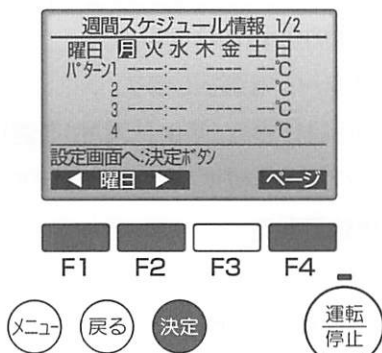 週間スケジュール情報 1/2
曜日 月 火 水 木 金 土 日
パターン1 ----:-- ---- --℃
2 ----:-- ---- --℃
3 ----:-- ---- --℃
4 ----:-- ---- --℃
設定画面へ:決定ボタン
◀ 曜日 ▶ ページ
F1 F2 F3 F4
メニュー 戻る 決定 運転
停止